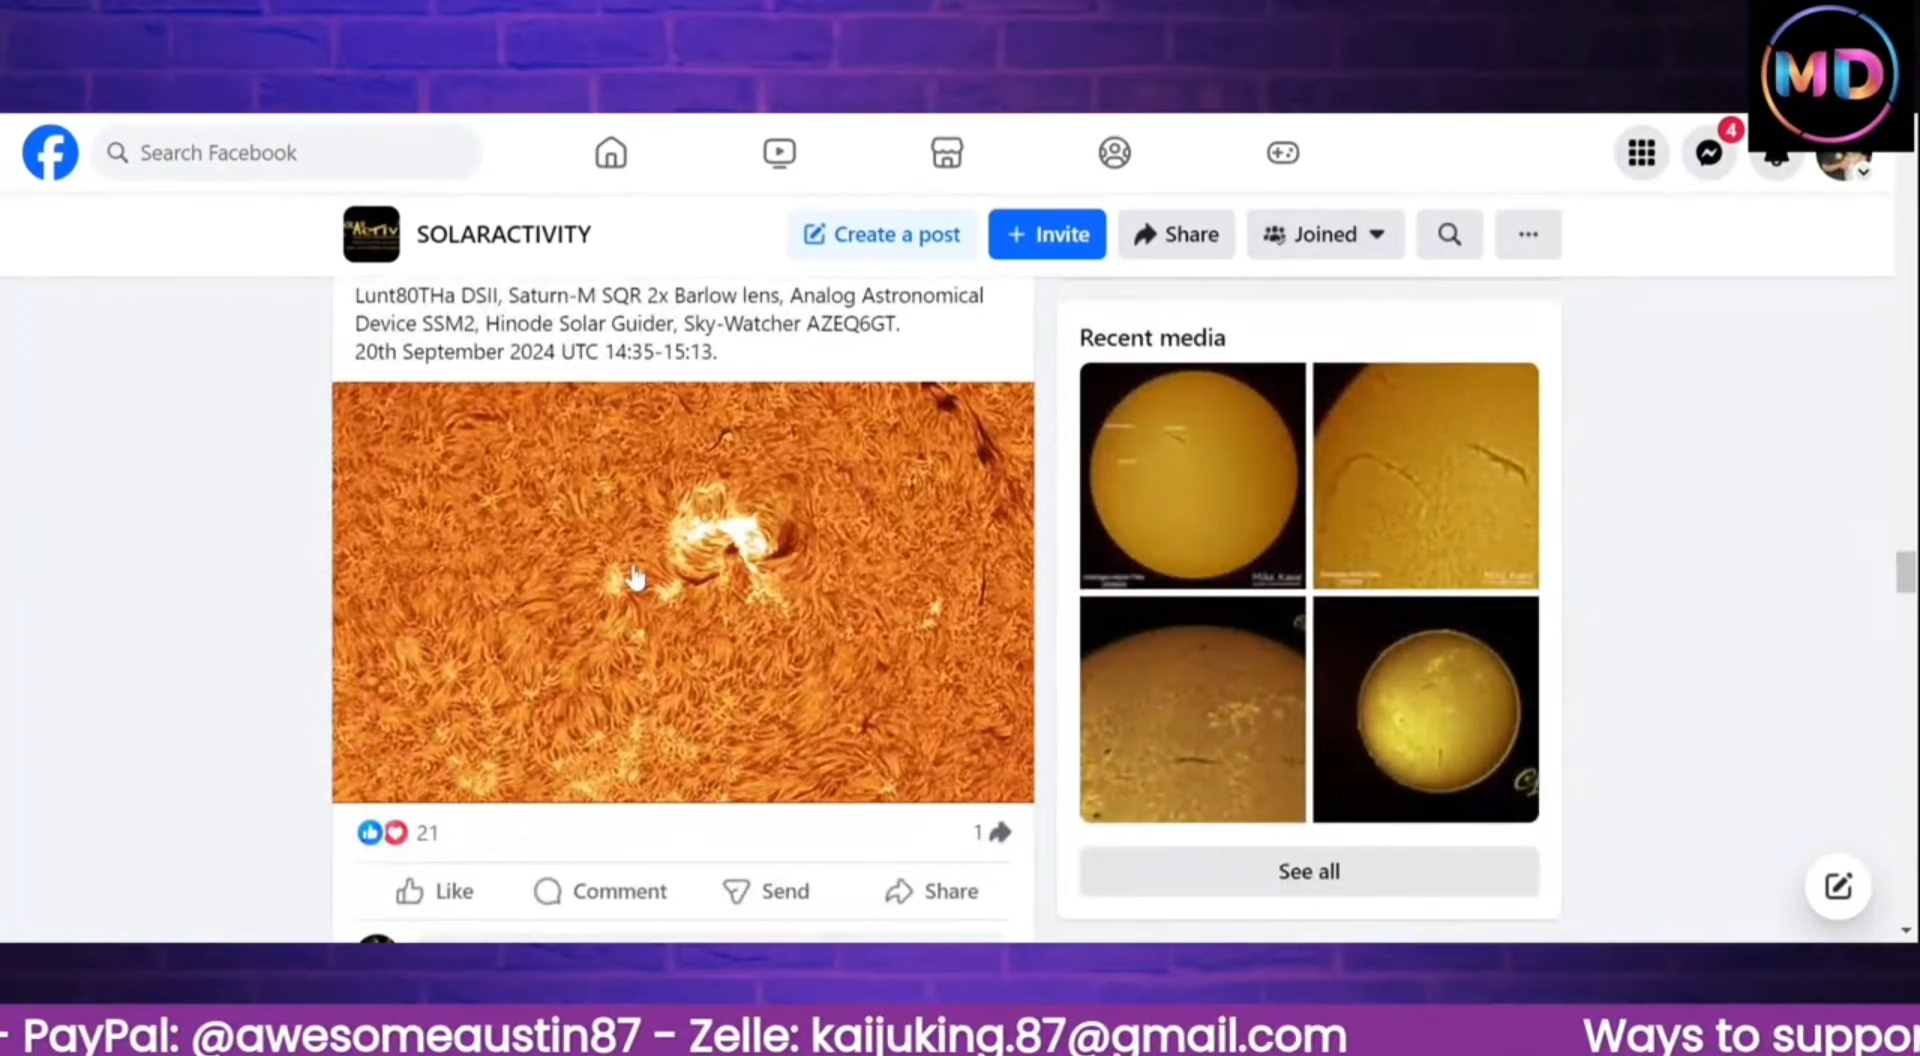 MD
Search Facebook
4
SOLARACTIVITY
Create a post
+ Invite
Share
Joined
Lunt80THa DSII, Saturn-M SQR 2x Barlow lens, Analog Astronomical
Device SSM2, Hinode Solar Guider, Sky-Watcher AZEQ6GT.
20th September 2024 UTC 14:35-15:13.
Recent media
21
1
Like
Comment
Send
Share
See all
- PayPal: @awesomeaustin87 - Zelle: kaijuking.87@gmail.com
Ways to suppor